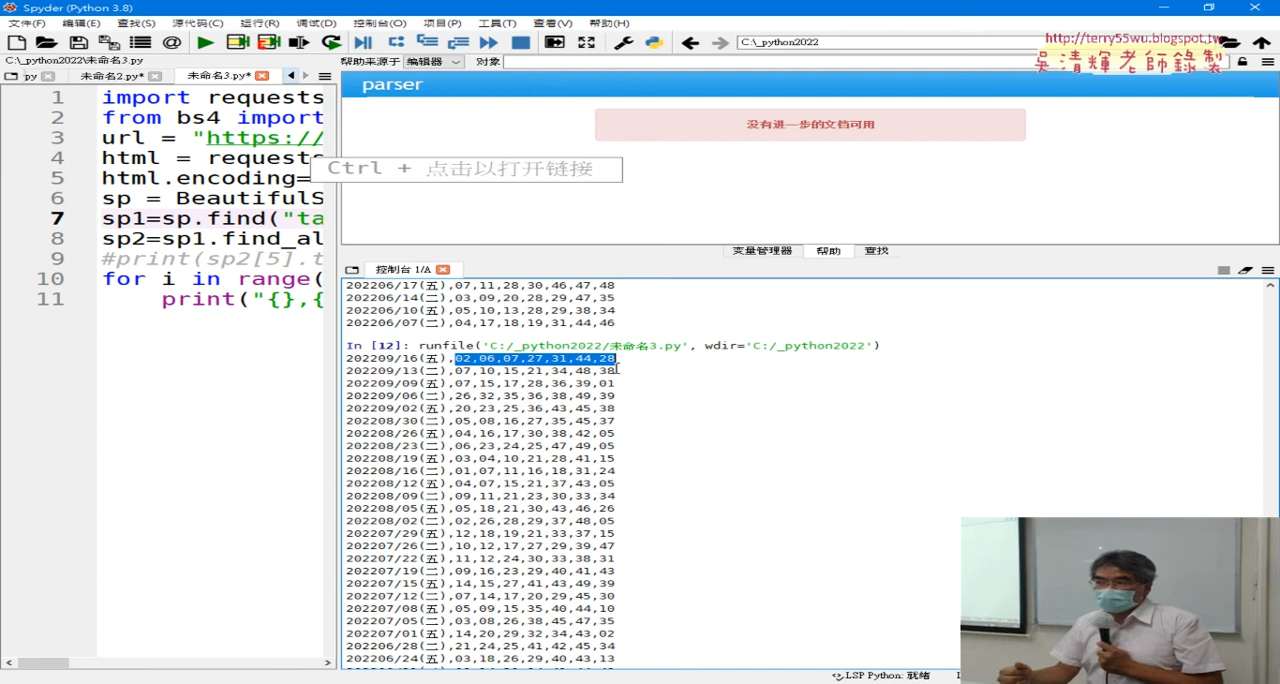 Spyder (Python 3.8)
文件(F) 编辑(E) 查找(S) 源代码(C) 运行(R) 调试(D) 控制台(O) 项目(P) 工具(T) 查看(V) 帮助(H)
C:\_python2022
http://terry55wu.blogspot.tw
吳清輝老師錄製
C:\_python2022\未命名3.py
py 未命名2.py* 未命名3.py*
帮助来源于 编辑器 对象
1 import requests
2 from bs4 import
3 url = "https://
4 html = requests
5 html.encoding=
6 sp = BeautifulS
7 sp1=sp.find("ta
8 sp2=sp1.find_al
9 #print(sp2[5].t
10 for i in range(
11 print("{},{
Ctrl + 点击以打开链接
parser
没有进一步的文档可用
变量管理器 帮助 查找
控制台 1/A
202206/17(五),07,11,28,30,46,47,48
202206/14(二),03,09,20,28,29,47,35
202206/10(五),05,10,13,28,29,38,34
202206/07(二),04,17,18,19,31,44,46
In [12]: runfile('C:/_python2022/未命名3.py', wdir='C:/_python2022')
202209/16(五),02,06,07,27,31,44,28
202209/13(二),07,10,15,21,34,48,38
202209/09(五),07,15,17,28,36,39,01
202209/06(二),26,32,35,36,38,49,39
202209/02(五),20,23,25,36,43,45,38
202208/30(二),05,08,16,27,35,45,37
202208/26(五),04,16,17,30,38,42,05
202208/23(二),06,23,24,25,47,49,05
202208/19(五),03,04,10,21,28,41,15
202208/16(二),01,07,11,16,18,31,24
202208/12(五),04,07,15,21,37,43,05
202208/09(二),09,11,21,23,30,33,34
202208/05(五),05,18,21,30,43,46,26
202208/02(二),02,26,28,29,37,48,05
202207/29(五),12,18,19,21,33,37,15
202207/26(二),10,12,17,27,29,39,47
202207/22(五),11,12,24,30,33,38,31
202207/19(二),09,16,23,29,40,41,43
202207/15(五),14,15,27,41,43,49,39
202207/12(二),07,14,17,20,29,45,30
202207/08(五),05,09,15,35,40,44,10
202207/05(二),03,08,26,38,45,47,35
202207/01(五),14,20,29,32,34,43,02
202206/28(二),21,24,25,41,42,45,34
202206/24(五),03,18,26,29,40,43,13
LSP Python: 就绪